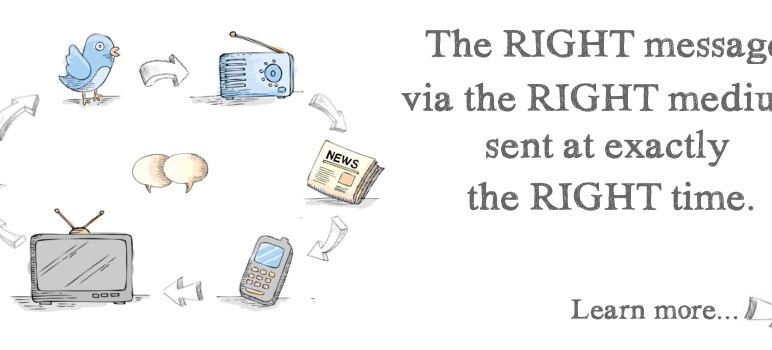 The RIGHT messag
via the RIGHT mediu
sent at exactly
the RIGHT time.
NEWS
Learn more...